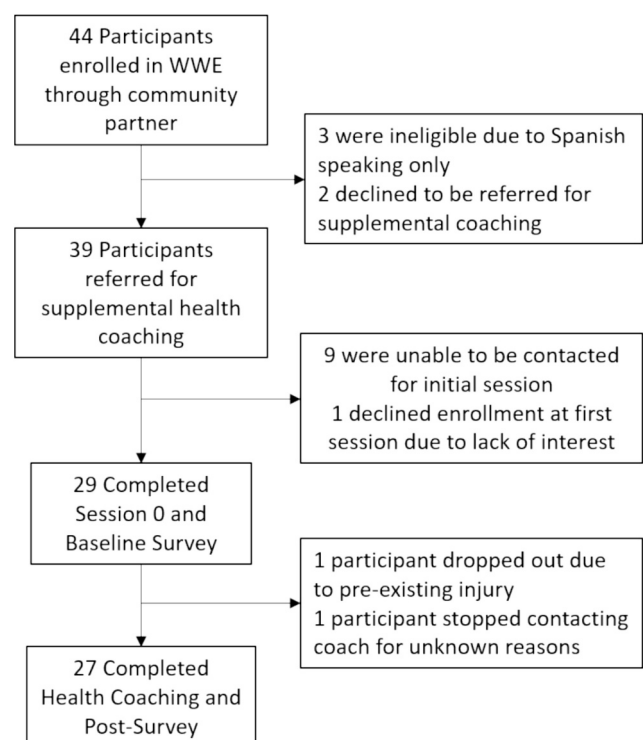 44 Participants
enrolled in WWE
through community
partner
3 were ineligible due to Spanish
speaking only
2 declined to be referred for
supplemental coaching
39 Participants
referred for
supplemental health
coaching
9 were unable to be contacted
for initial session
1 declined enrollment at first
session due to lack of interest
29 Completed
Session 0 and
Baseline Survey
1 participant dropped out due
to pre-existing injury
1 participant stopped contacting
coach for unknown reasons
27 Completed
Health Coaching and
Post-Survey